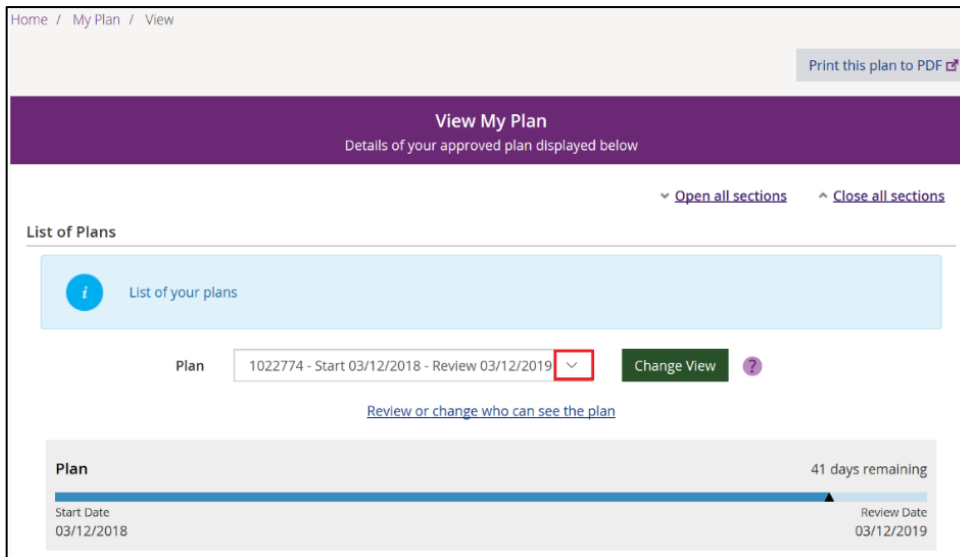 Home / My Plan / View
Print this plan to PDF
View My Plan
Details of your approved plan displayed below
Open all sections Close all sections
List of Plans
i List of your plans
Plan 1022774 - Start 03/12/2018 - Review 03/12/2019 Change View ?
Review or change who can see the plan
Plan 41 days remaining
Start Date Review Date
03/12/2018 03/12/2019